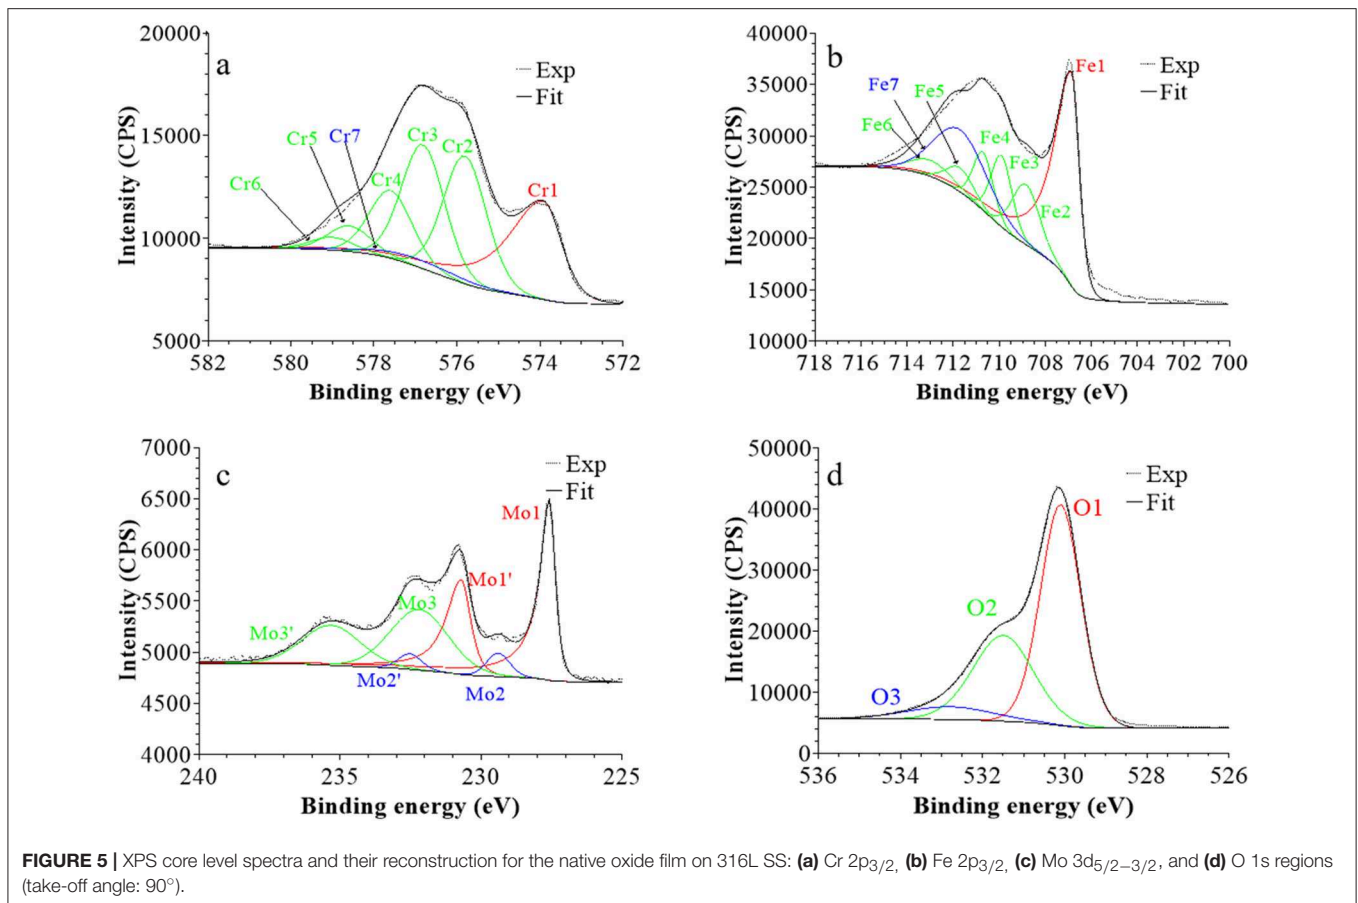 a
Exp
Fit
Intensity (CPS)
20000
15000
10000
5000
Cr5
Cr7
Cr3
Cr2
Cr6
Cr4
Cr1
582 580 578 576 574 572
Binding energy (eV)
b
Exp
Fit
Intensity (CPS)
40000
35000
30000
25000
20000
15000
10000
Fe7
Fe5
Fe1
Fe6
Fe4
Fe3
Fe2
718 716 714 712 710 708 706 704 702 700
Binding energy (eV)
c
Exp
Fit
Intensity (CPS)
7000
6500
6000
5500
5000
4500
4000
Mo1
Mo1'
Mo3
Mo3'
Mo2'
Mo2
240 235 230 225
Binding energy (eV)
d
Exp
Fit
Intensity (CPS)
50000
40000
30000
20000
10000
0
O1
O2
O3
536 534 532 530 528 526
Binding energy (eV)
FIGURE 5 | XPS core level spectra and their reconstruction for the native oxide film on 316L SS: (a) Cr 2p3/2, (b) Fe 2p3/2, (c) Mo 3d5/2−3/2, and (d) O 1s regions
(take-off angle: 90°).